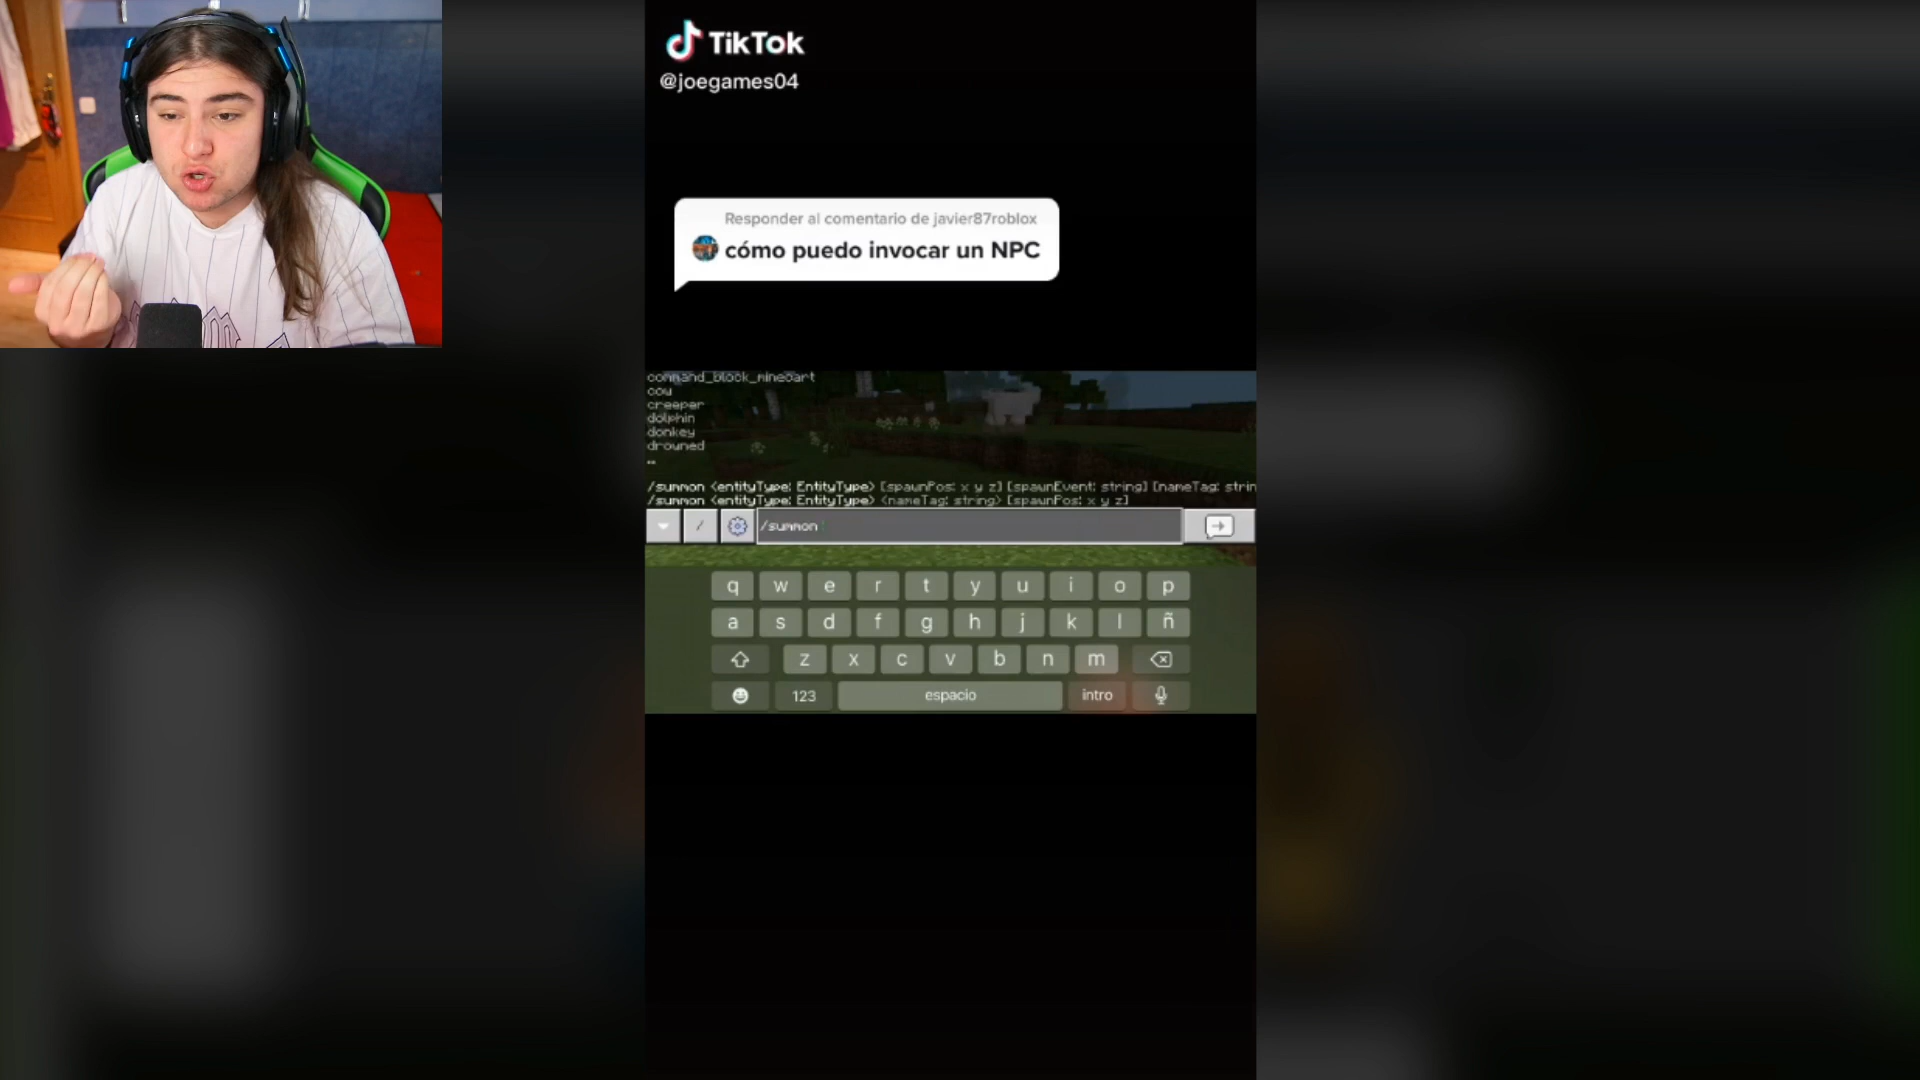 TikTok
@joegames04
Responder al comentario de javier87roblox
cómo puedo invocar un NPC
command_block_minecart
cow
creeper
dolphin
donkey
drowned
/summon <entityType: EntityType> [spawnPos: x y z] [spawnEvent: string] [nameTag: strin
/summon <entityType: EntityType> <nameTag: string> [spawnPos: x y z]
/
/summon
q w e r t y u i o p
a s d f g h j k l ñ
z x c v b n m
123 espacio intro